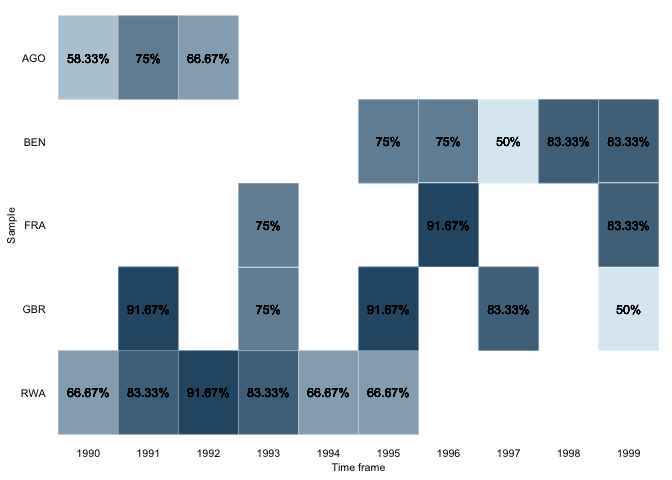 AGO 58.33% 75% 66.67%
BEN 75% 75% 50% 83.33% 83.33%
FRA 75% 91.67% 83.33%
Sample
GBR 91.67% 75% 91.67% 83.33% 50%
RWA 66.67% 83.33% 91.67% 83.33% 66.67% 66.67%
1990 1991 1992 1993 1994 1995 1996 1997 1998 1999
Time frame